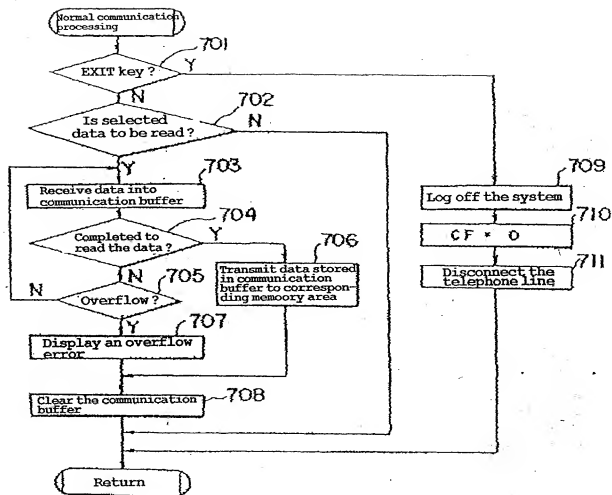 Normal communication
processing
701
EXIT key ?
Y
N
702
Is selected
data to be read ?
N
Y
703
Receive data into
communication buffer
704
Completed to
read the data ?
Y
N
705
Overflow ?
N
Y
706
Transmit data stored
in communication
buffer to correspon-
ding memoory area
707
Display an overflow
error
708
Clear the communication
buffer
709
Log off the system
710
CF = 0
711
Disconnect the
telephone line
Return